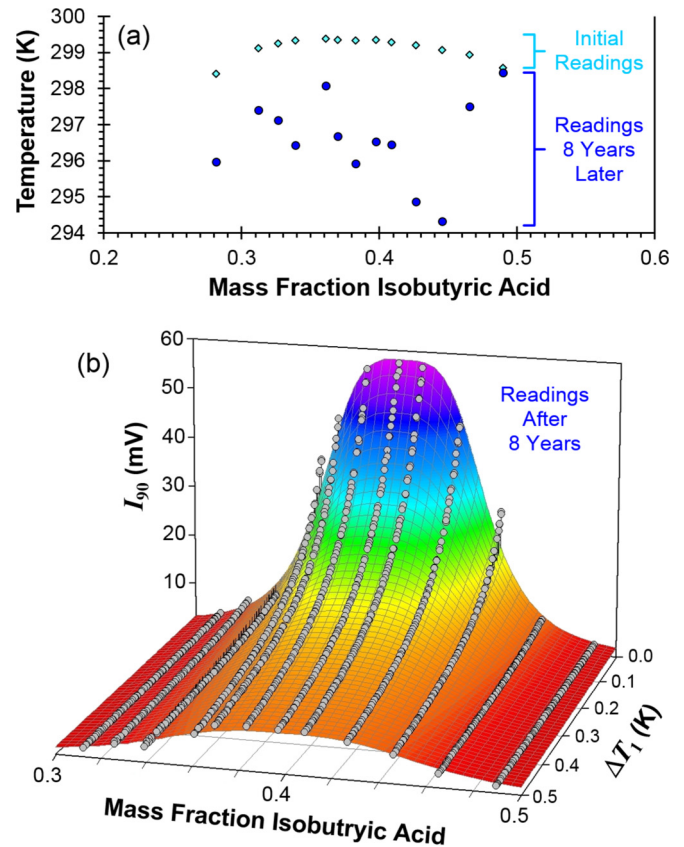 (a)
Temperature (K)
300
299
298
297
296
295
294
Initial
Readings
Readings
8 Years
Later
0.2
0.3
0.4
0.5
0.6
Mass Fraction Isobutyric Acid
(b)
I90 (mV)
60
50
40
30
20
10
Readings
After
8 Years
0.0
0.1
0.2
0.3
0.4
0.5
ΔT1 (K)
0.3
0.4
0.5
Mass Fraction Isobutryic Acid